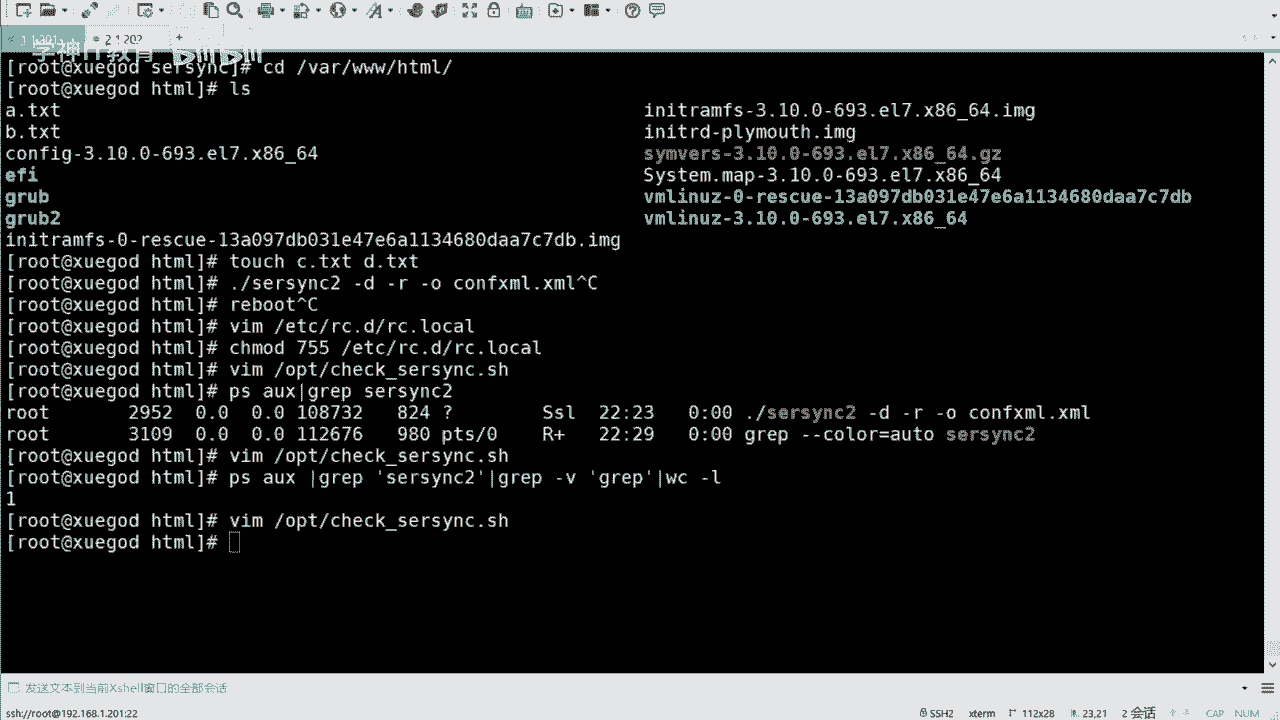 2 1.202
[root@xuegod sersync]# cd /var/www/html/
[root@xuegod html]# ls
a.txt initramfs-3.10.0-693.el7.x86_64.img
b.txt initrd-plymouth.img
config-3.10.0-693.el7.x86_64 symvers-3.10.0-693.el7.x86_64.gz
efi System.map-3.10.0-693.el7.x86_64
grub vmlinuz-0-rescue-13a097db031e47e6a1134680daa7c7db
grub2 vmlinuz-3.10.0-693.el7.x86_64
initramfs-0-rescue-13a097db031e47e6a1134680daa7c7db.img
[root@xuegod html]# touch c.txt d.txt
[root@xuegod html]# ./sersync2 -d -r -o confxml.xml^C
[root@xuegod html]# reboot^C
[root@xuegod html]# vim /etc/rc.d/rc.local
[root@xuegod html]# chmod 755 /etc/rc.d/rc.local
[root@xuegod html]# vim /opt/check_sersync.sh
[root@xuegod html]# ps aux|grep sersync2
root 2952 0.0 0.0 108732 824 ? Ssl 22:23 0:00 ./sersync2 -d -r -o confxml.xml
root 3109 0.0 0.0 112676 980 pts/0 R+ 22:29 0:00 grep --color=auto sersync2
[root@xuegod html]# vim /opt/check_sersync.sh
[root@xuegod html]# ps aux |grep 'sersync2'|grep -v 'grep'|wc -l
1
[root@xuegod html]# vim /opt/check_sersync.sh
[root@xuegod html]#
发送文本到当前Xshell窗口的全部会话
ssh://root@192.168.1.201:22 SSH2 xterm 112x28 23,21 2 会话 CAP NUM